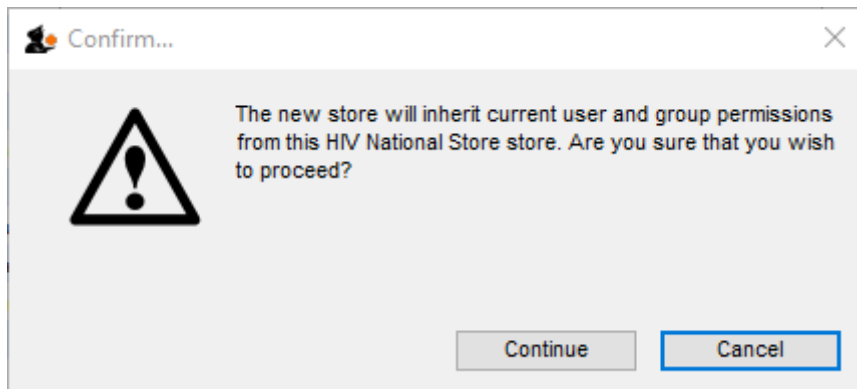 Confirm...
The new store will inherit current user and group permissions
from this HIV National Store store. Are you sure that you wish
to proceed?
Continue
Cancel